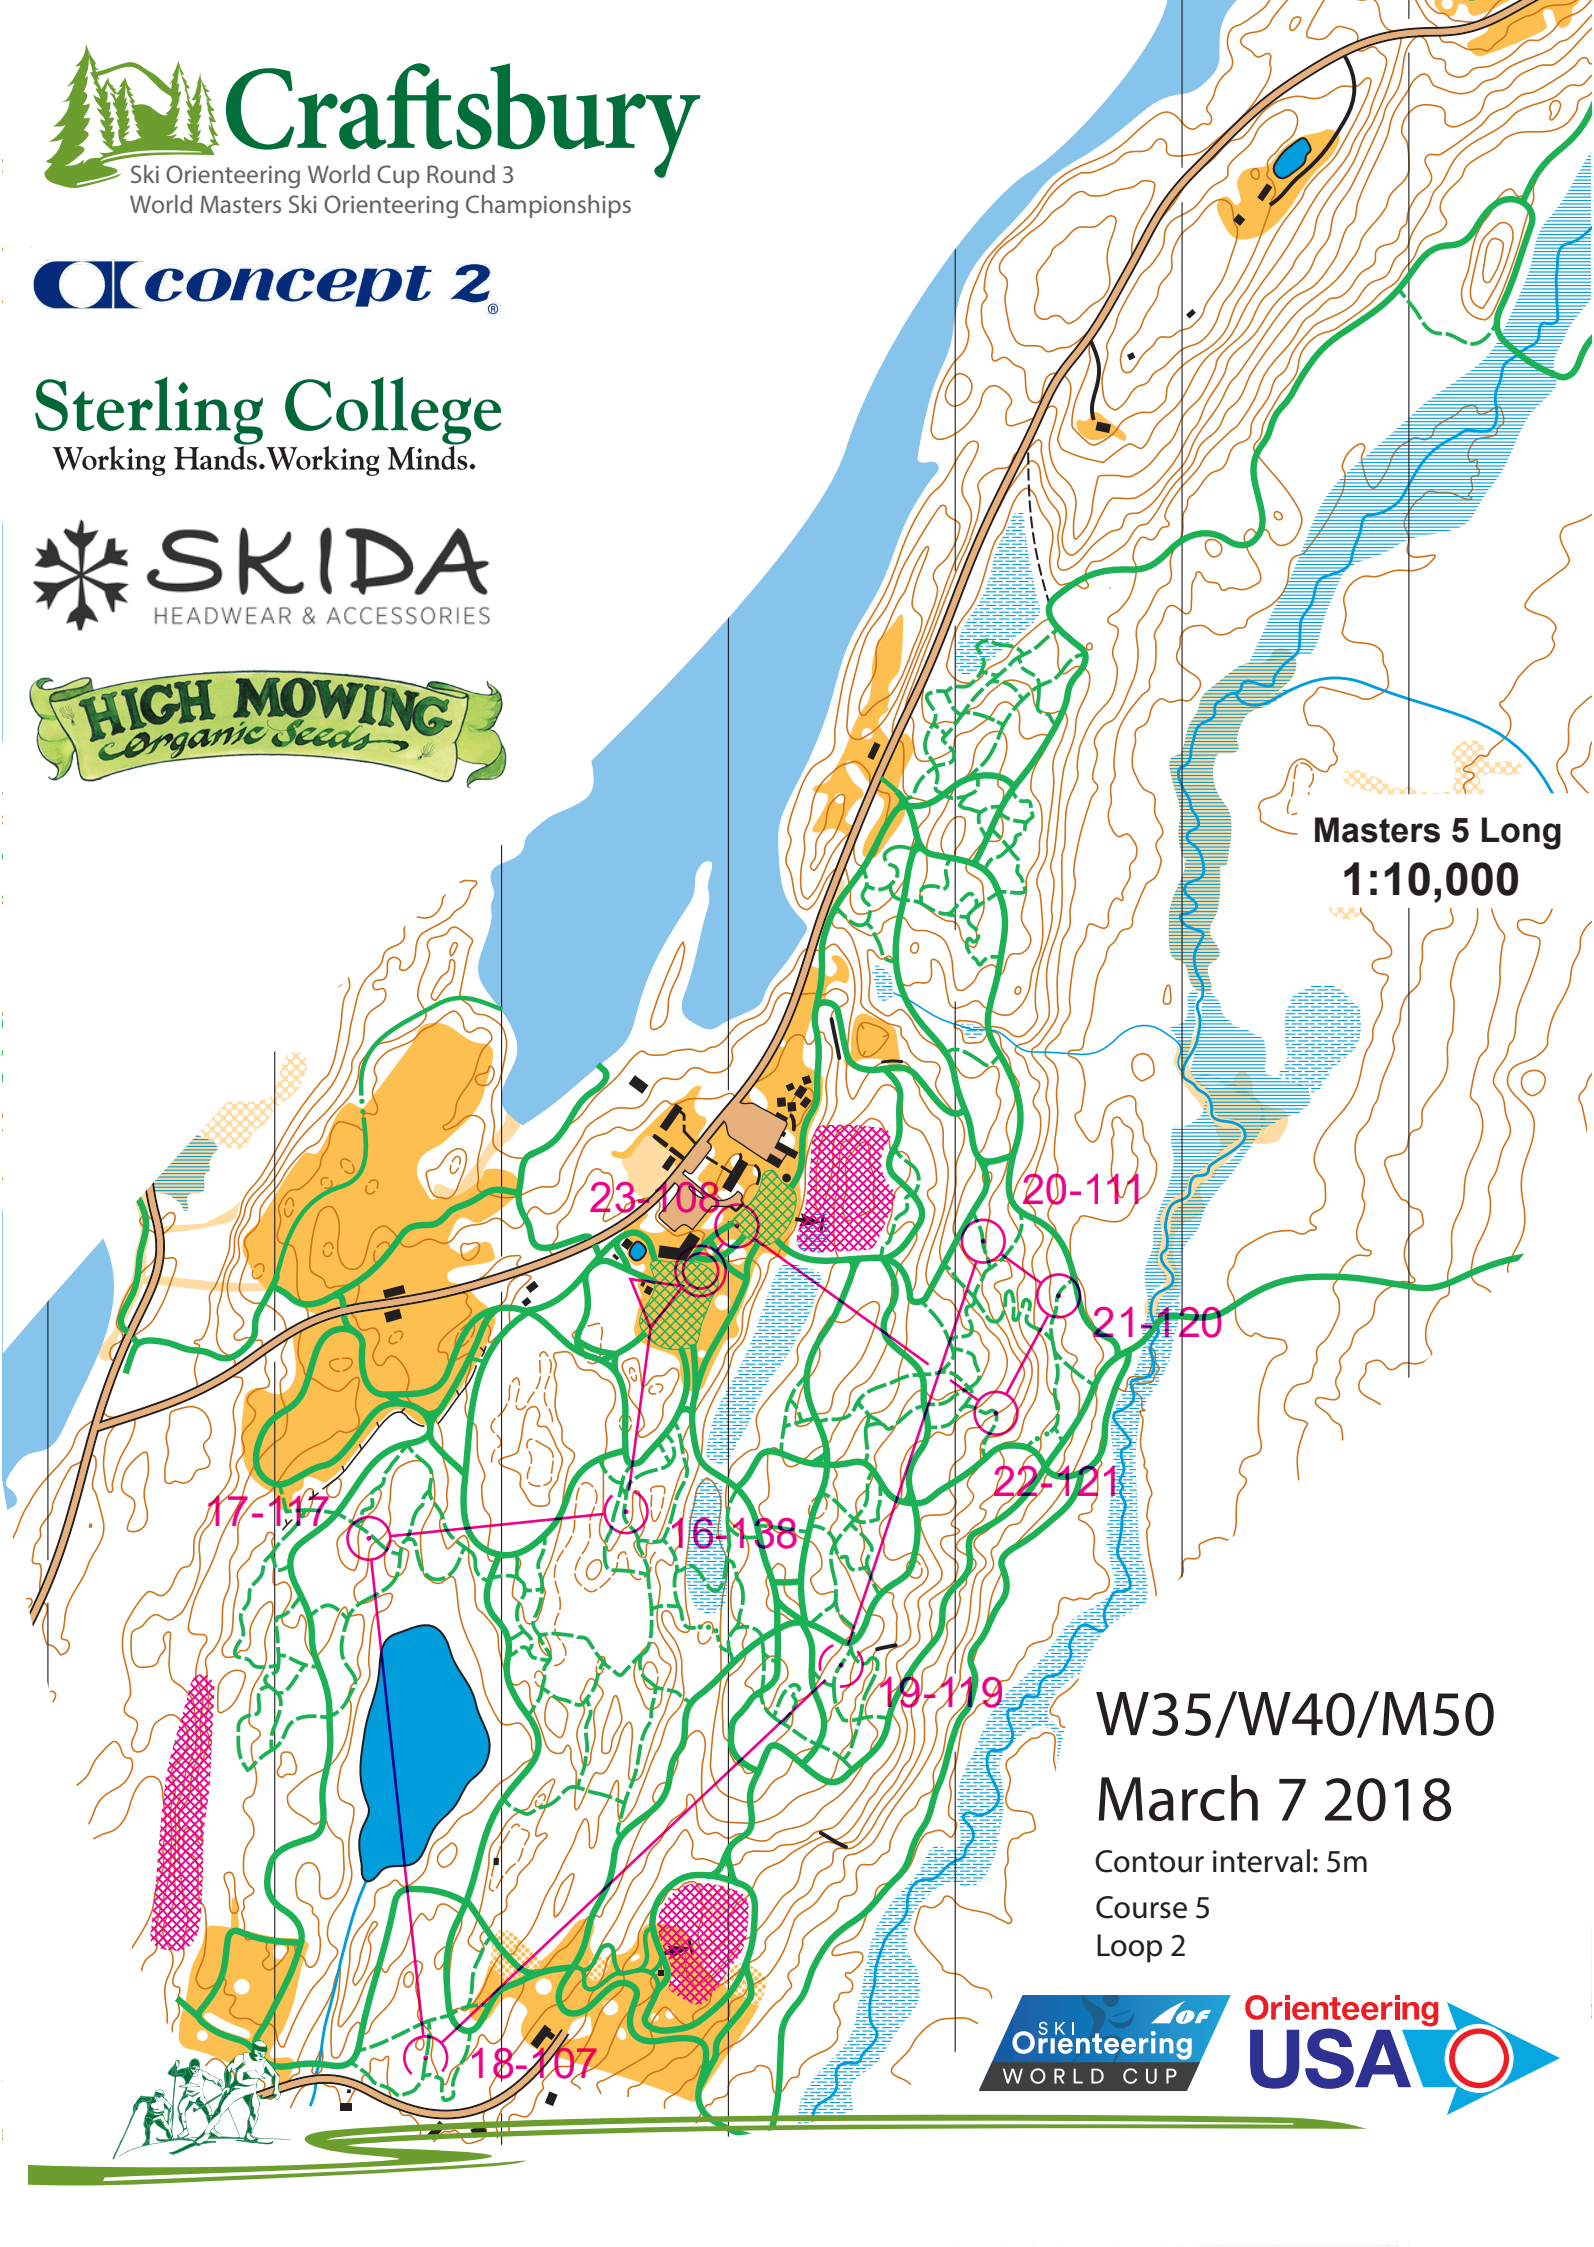 Craftsbury
Ski Orienteering World Cup Round 3
World Masters Ski Orienteering Championships
concept 2®
Sterling College
Working Hands.Working Minds.
SKIDA
HEADWEAR & ACCESSORIES
HIGH MOWING
Organic Seeds
Masters 5 Long
1:10,000
23-108
20-111
21-120
22-121
17-117
16-138
19-119
18-107
W35/W40/M50
March 7 2018
Contour interval: 5m
Course 5
Loop 2
IOF
SKI
Orienteering
WORLD CUP
Orienteering
USA